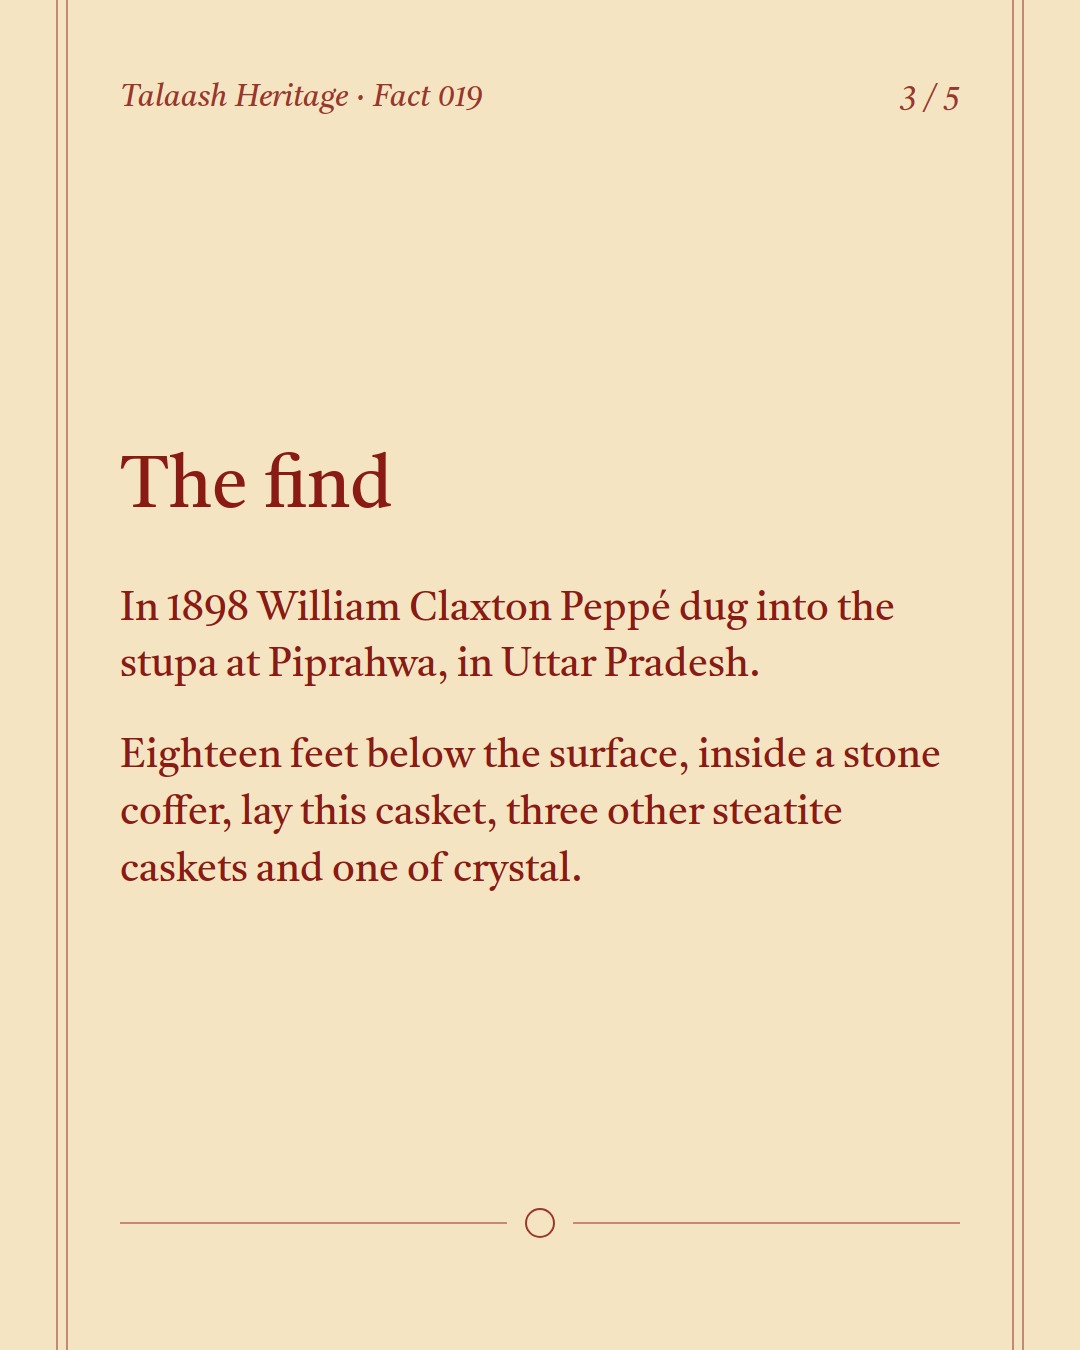 Talaash Heritage · Fact 019
3 / 5
The find
In 1898 William Claxton Peppé dug into the
stupa at Piprahwa, in Uttar Pradesh.
Eighteen feet below the surface, inside a stone
coffer, lay this casket, three other steatite
caskets and one of crystal.